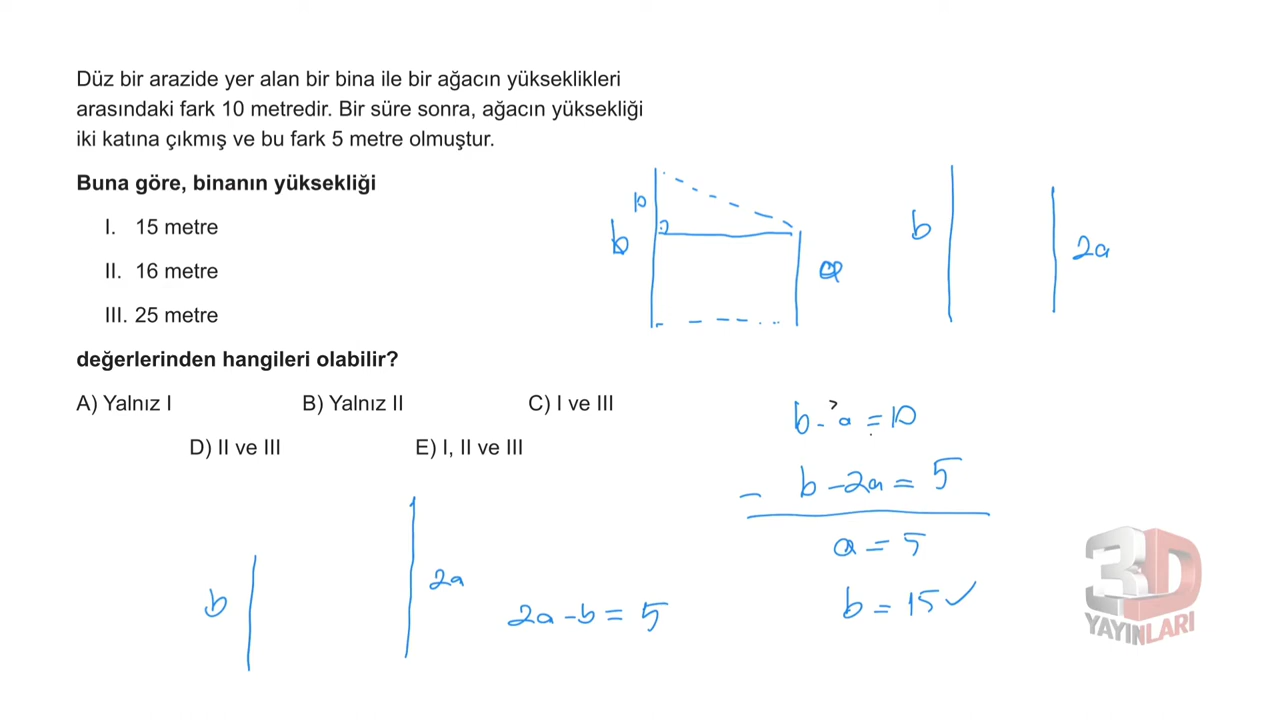 Düz bir arazide yer alan bir bina ile bir ağacın yükseklikleri
arasındaki fark 10 metredir. Bir süre sonra, ağacın yüksekliği
iki katına çıkmış ve bu fark 5 metre olmuştur.
Buna göre, binanın yüksekliği
I. 15 metre
II. 16 metre
III. 25 metre
değerlerinden hangileri olabilir?
A) Yalnız I B) Yalnız II C) I ve III
D) II ve III E) I, II ve III
10
b
a
b
2a
b - a = 10
- b - 2a = 5
a = 5
b = 15 ✓
b
2a
2a - b = 5
3D
YAYINLARI